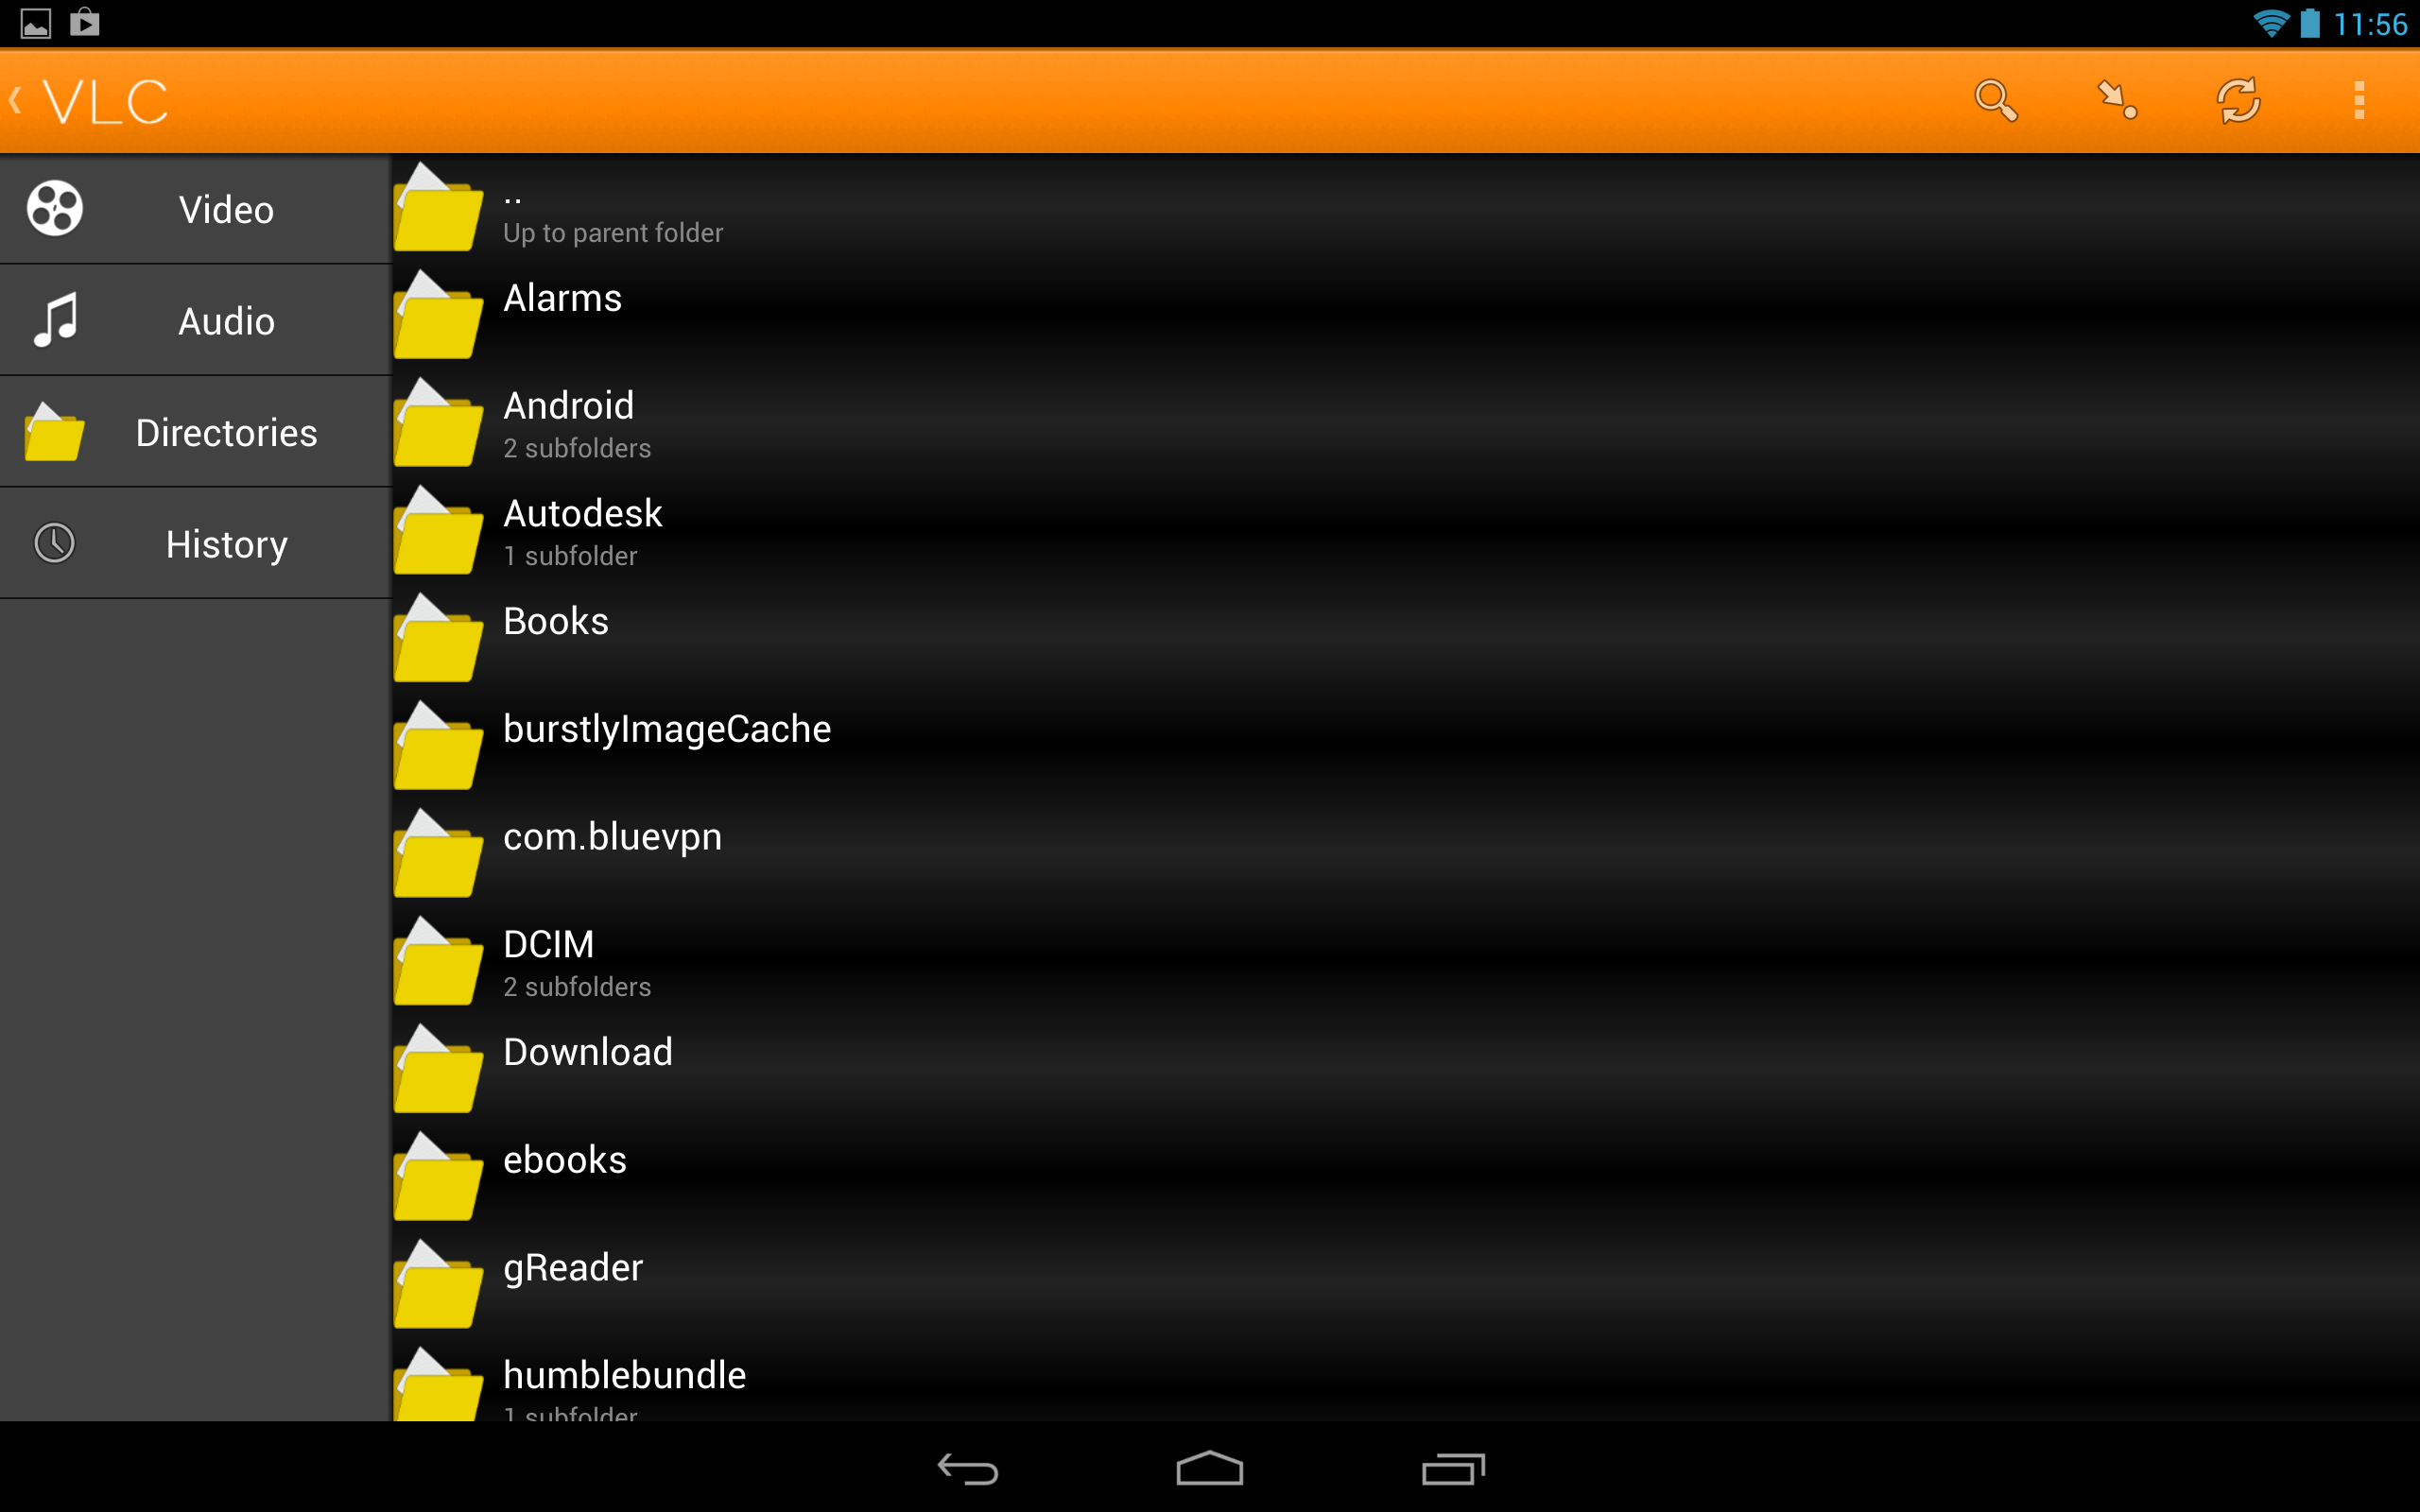 11:56
VLC
Video
Audio
Directories
History
..
Up to parent folder
Alarms
Android
2 subfolders
Autodesk
1 subfolder
Books
burstlyImageCache
com.bluevpn
DCIM
2 subfolders
Download
ebooks
gReader
humblebundle
1 subfolder